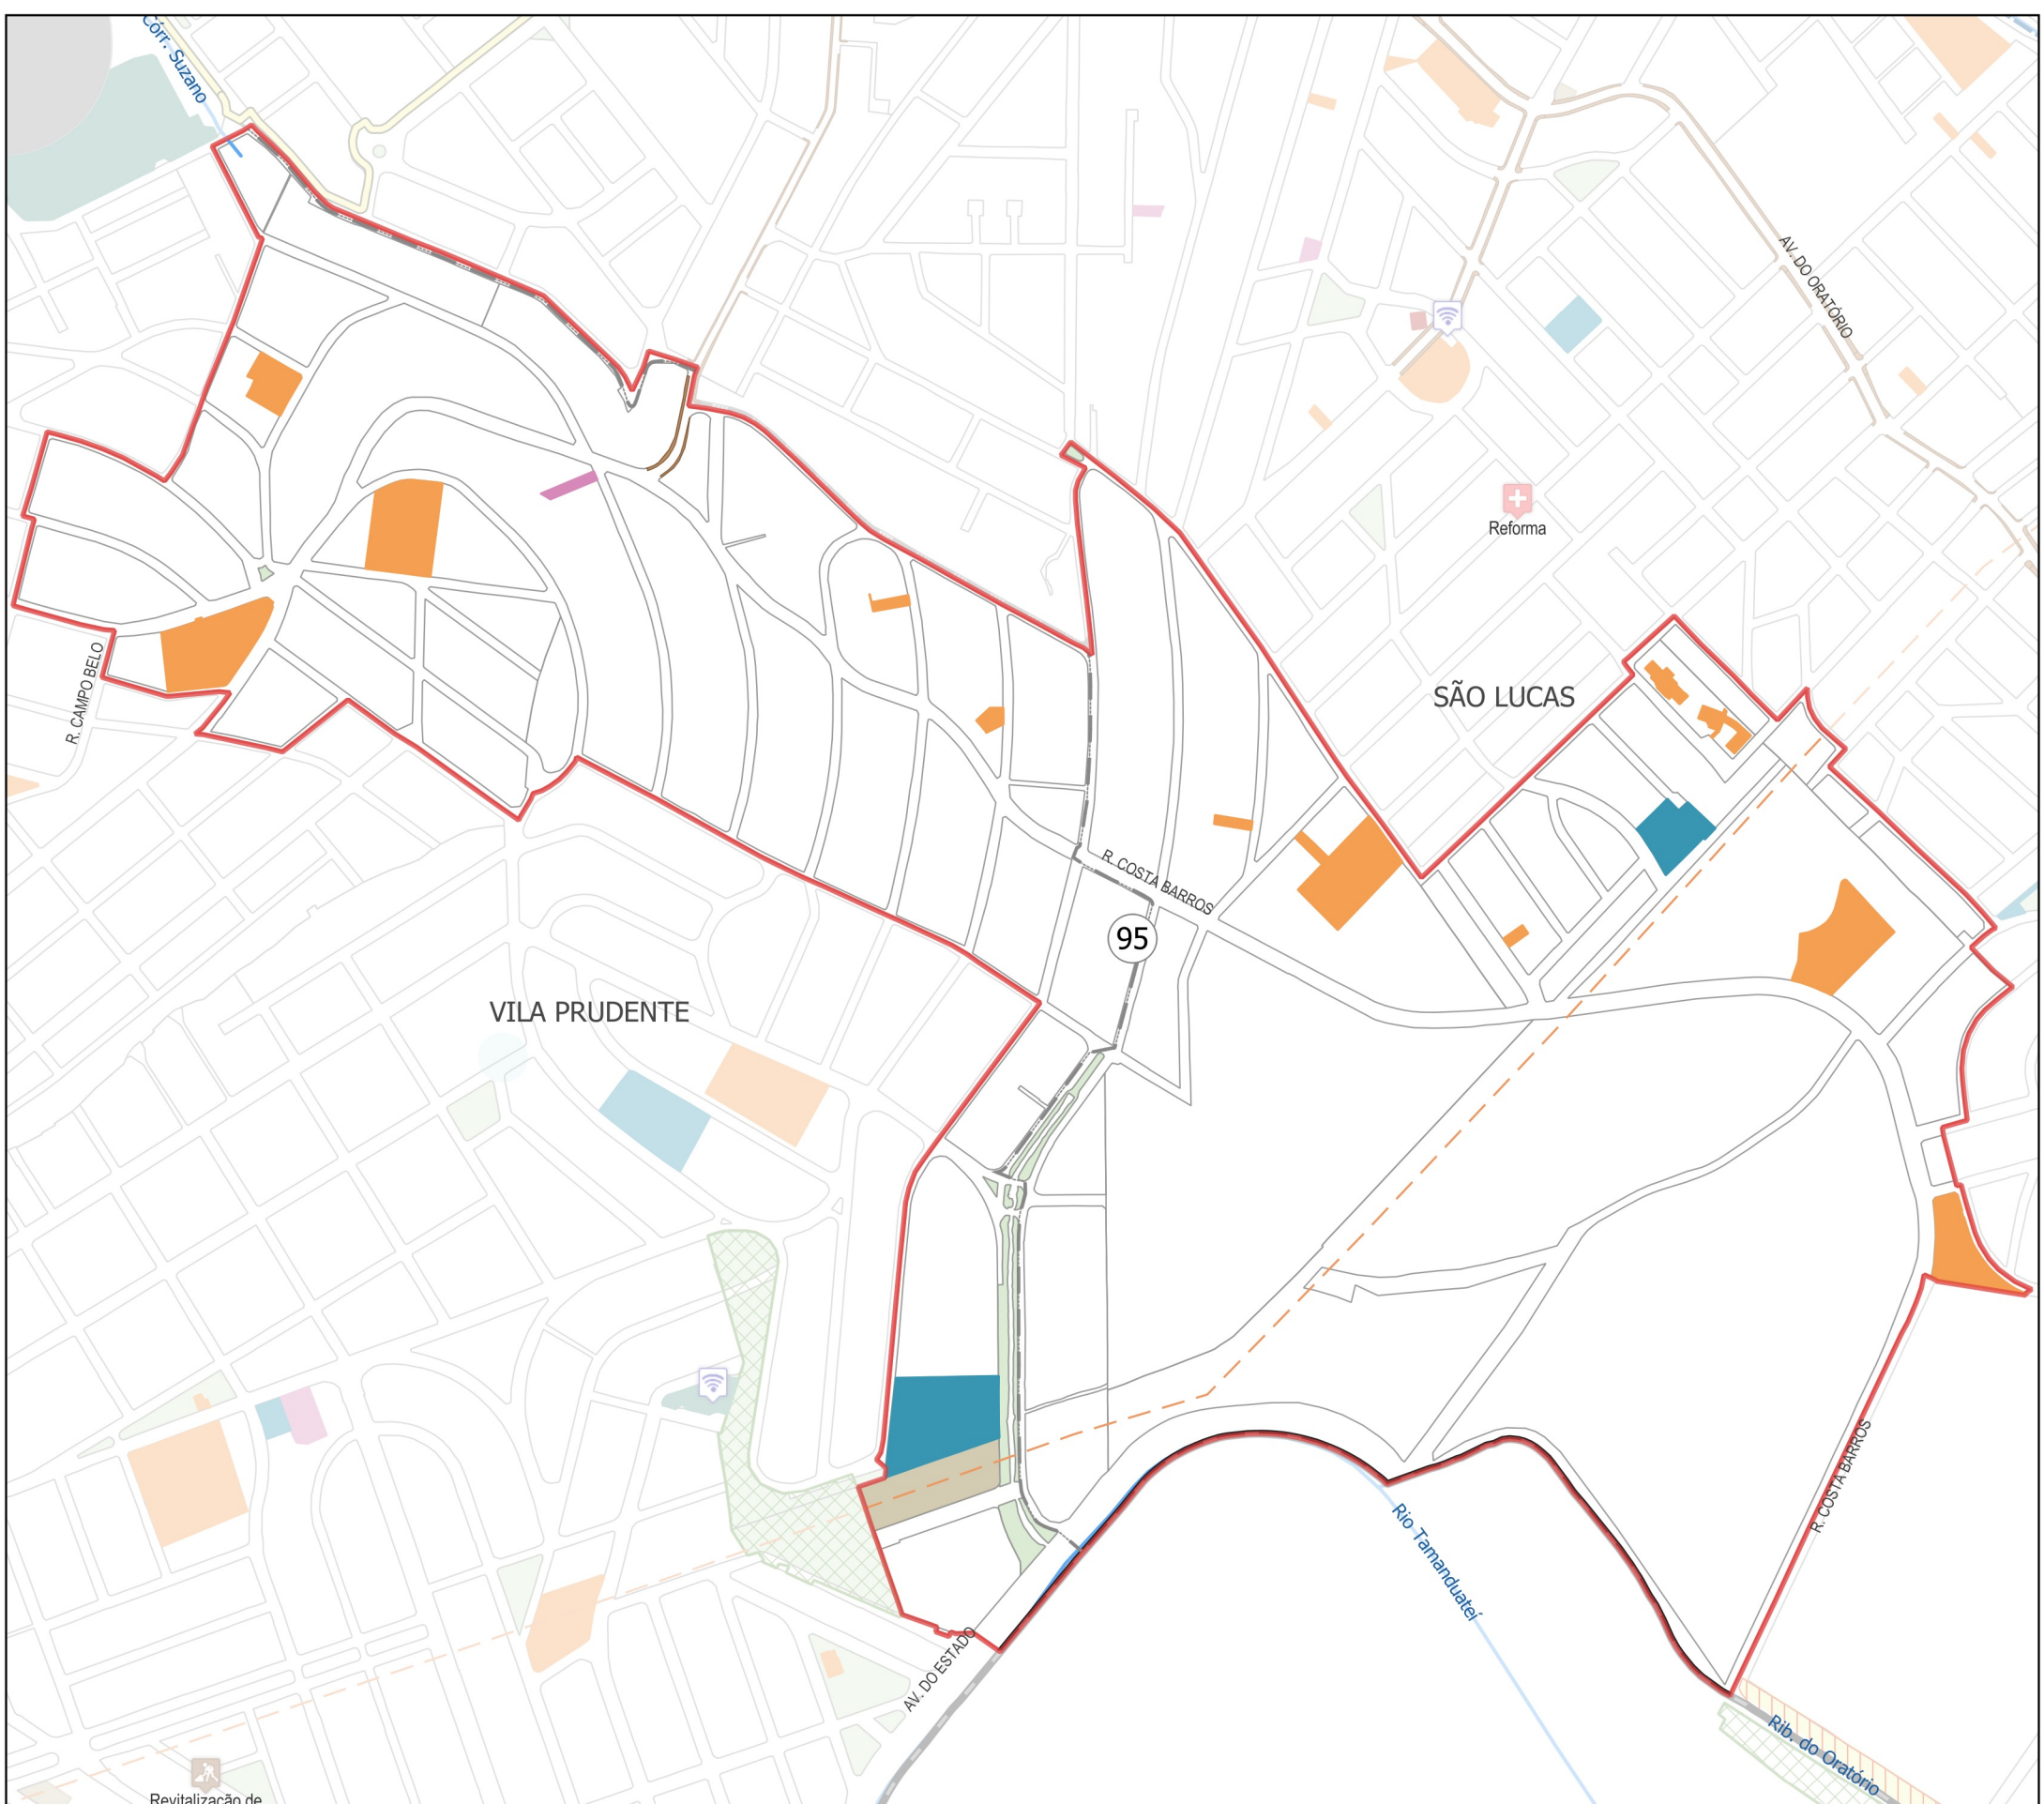 Córr. Suzano
AV. DO ORATÓRIO
Reforma
R. CAMPO BELO
SÃO LUCAS
R. COSTA BARROS
95
VILA PRUDENTE
R. COSTA BARROS
Rio Tamanduateí
AV. DO ESTADO
Rib. do Oratório
Revitalização de